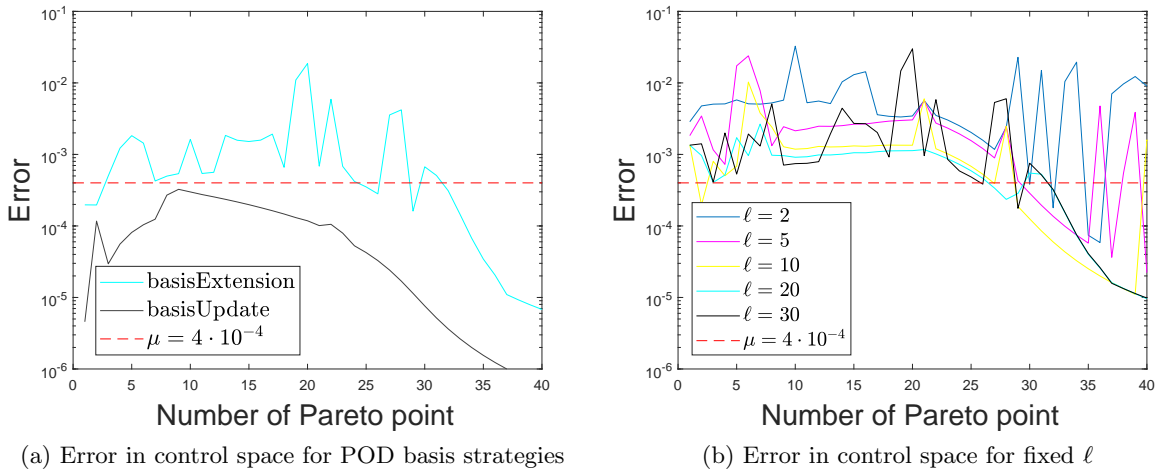 10⁻¹
10⁻²
10⁻³
10⁻⁴
10⁻⁵
10⁻⁶
Error
basisExtension
basisUpdate
μ = 4 · 10⁻⁴
0 5 10 15 20 25 30 35 40
Number of Pareto point
(a) Error in control space for POD basis strategies
10⁻¹
10⁻²
10⁻³
10⁻⁴
10⁻⁵
10⁻⁶
Error
ℓ = 2
ℓ = 5
ℓ = 10
ℓ = 20
ℓ = 30
μ = 4 · 10⁻⁴
0 5 10 15 20 25 30 35 40
Number of Pareto point
(b) Error in control space for fixed ℓ